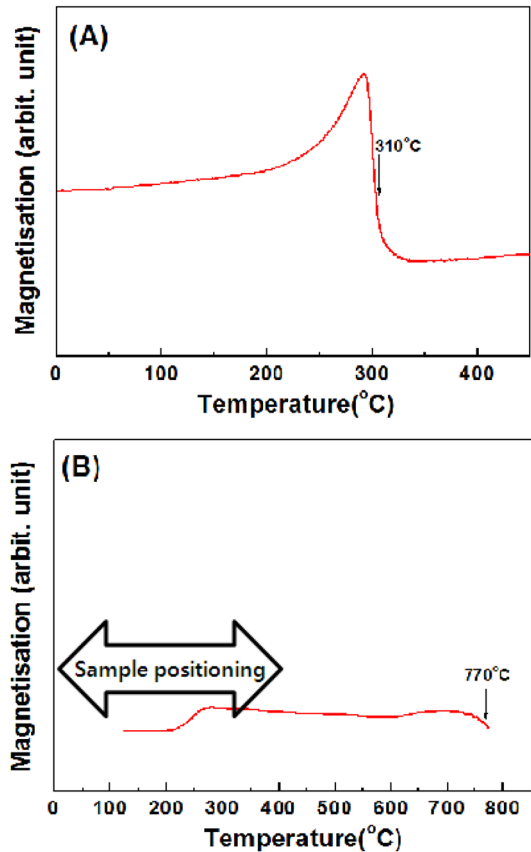 (A)
Magnetisation (arbit. unit)
310°C
0 100 200 300 400
Temperature(°C)
(B)
Magnetisation (arbit. unit)
Sample positioning
770°C
0 100 200 300 400 500 600 700 800
Temperature(°C)